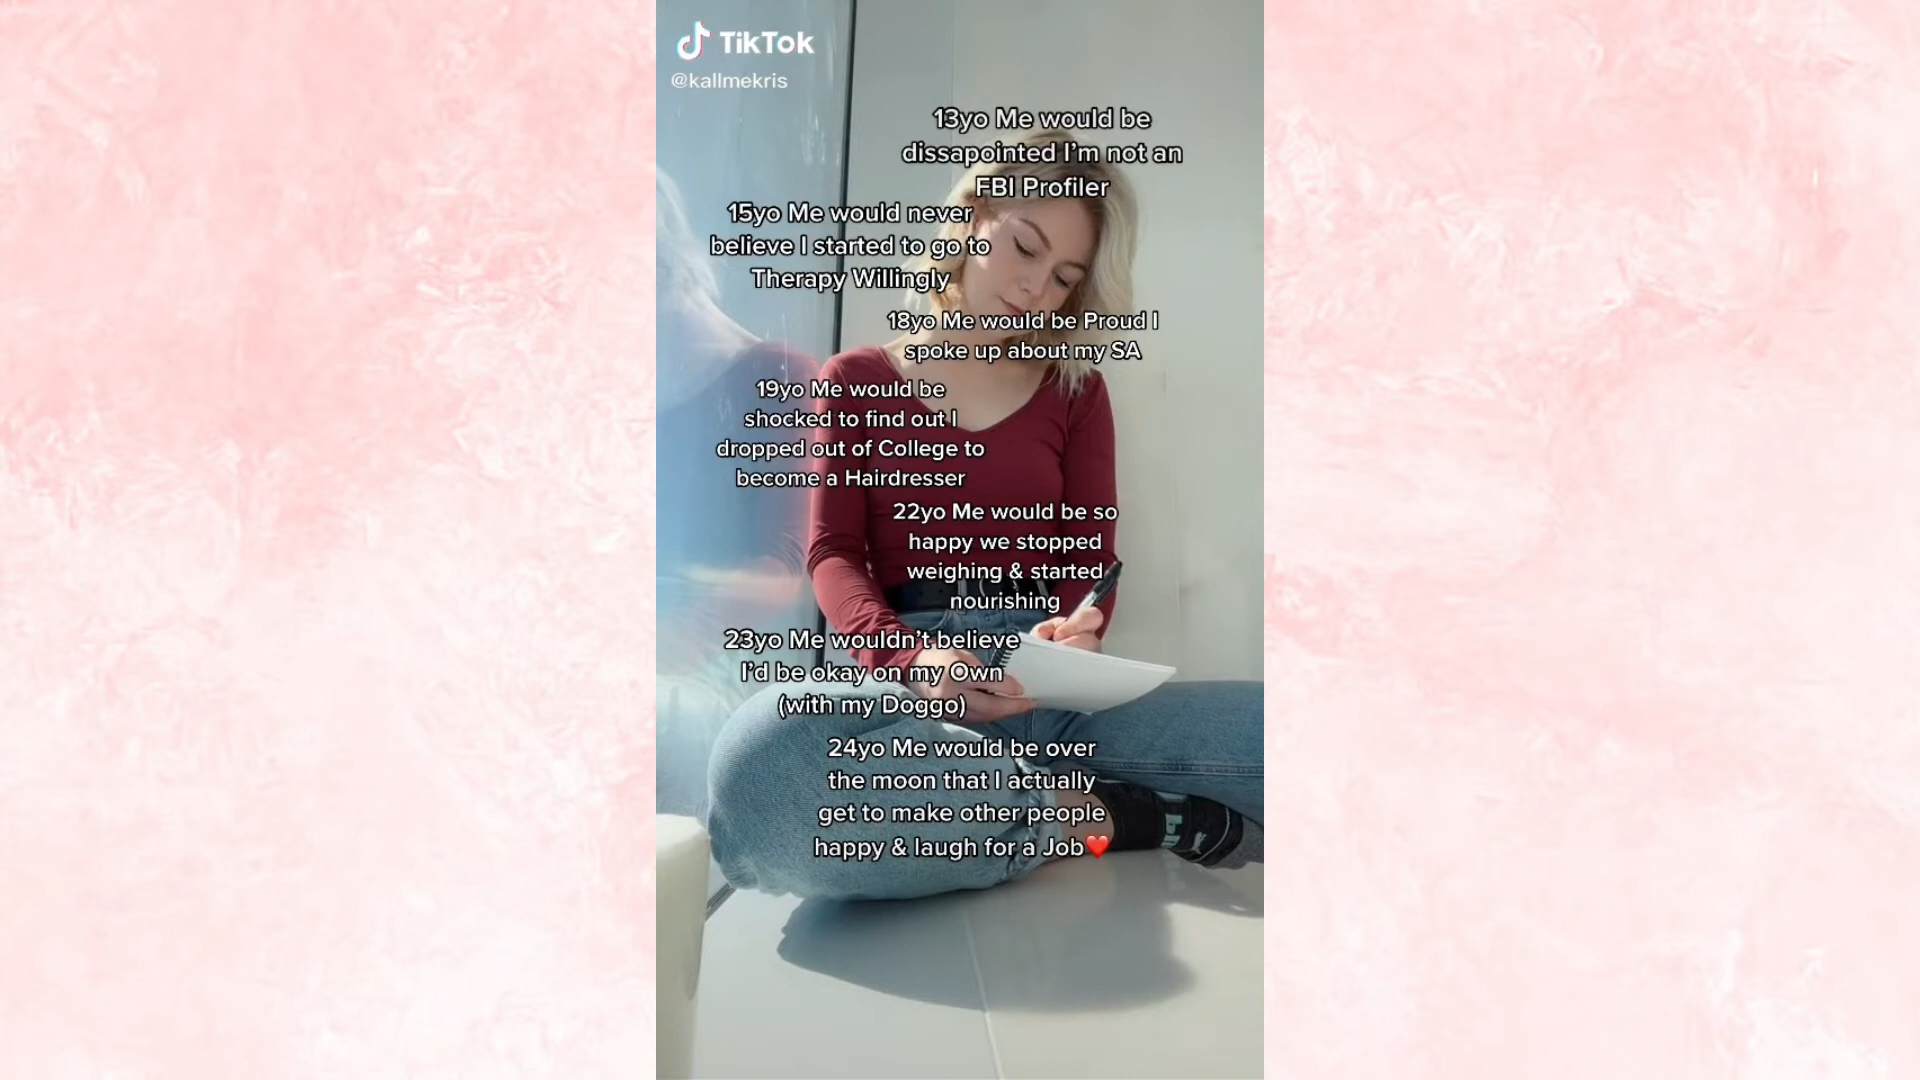 TikTok
@kallmekris
13yo Me would be
dissapointed I'm not an
FBI Profiler
15yo Me would never
believe I started to go to
Therapy Willingly
18yo Me would be Proud I
spoke up about my SA
19yo Me would be
shocked to find out I
dropped out of College to
become a Hairdresser
22yo Me would be so
happy we stopped
weighing & started
nourishing
23yo Me wouldn't believe
I'd be okay on my Own
(with my Doggo)
24yo Me would be over
the moon that I actually
get to make other people
happy & laugh for a Job❤️